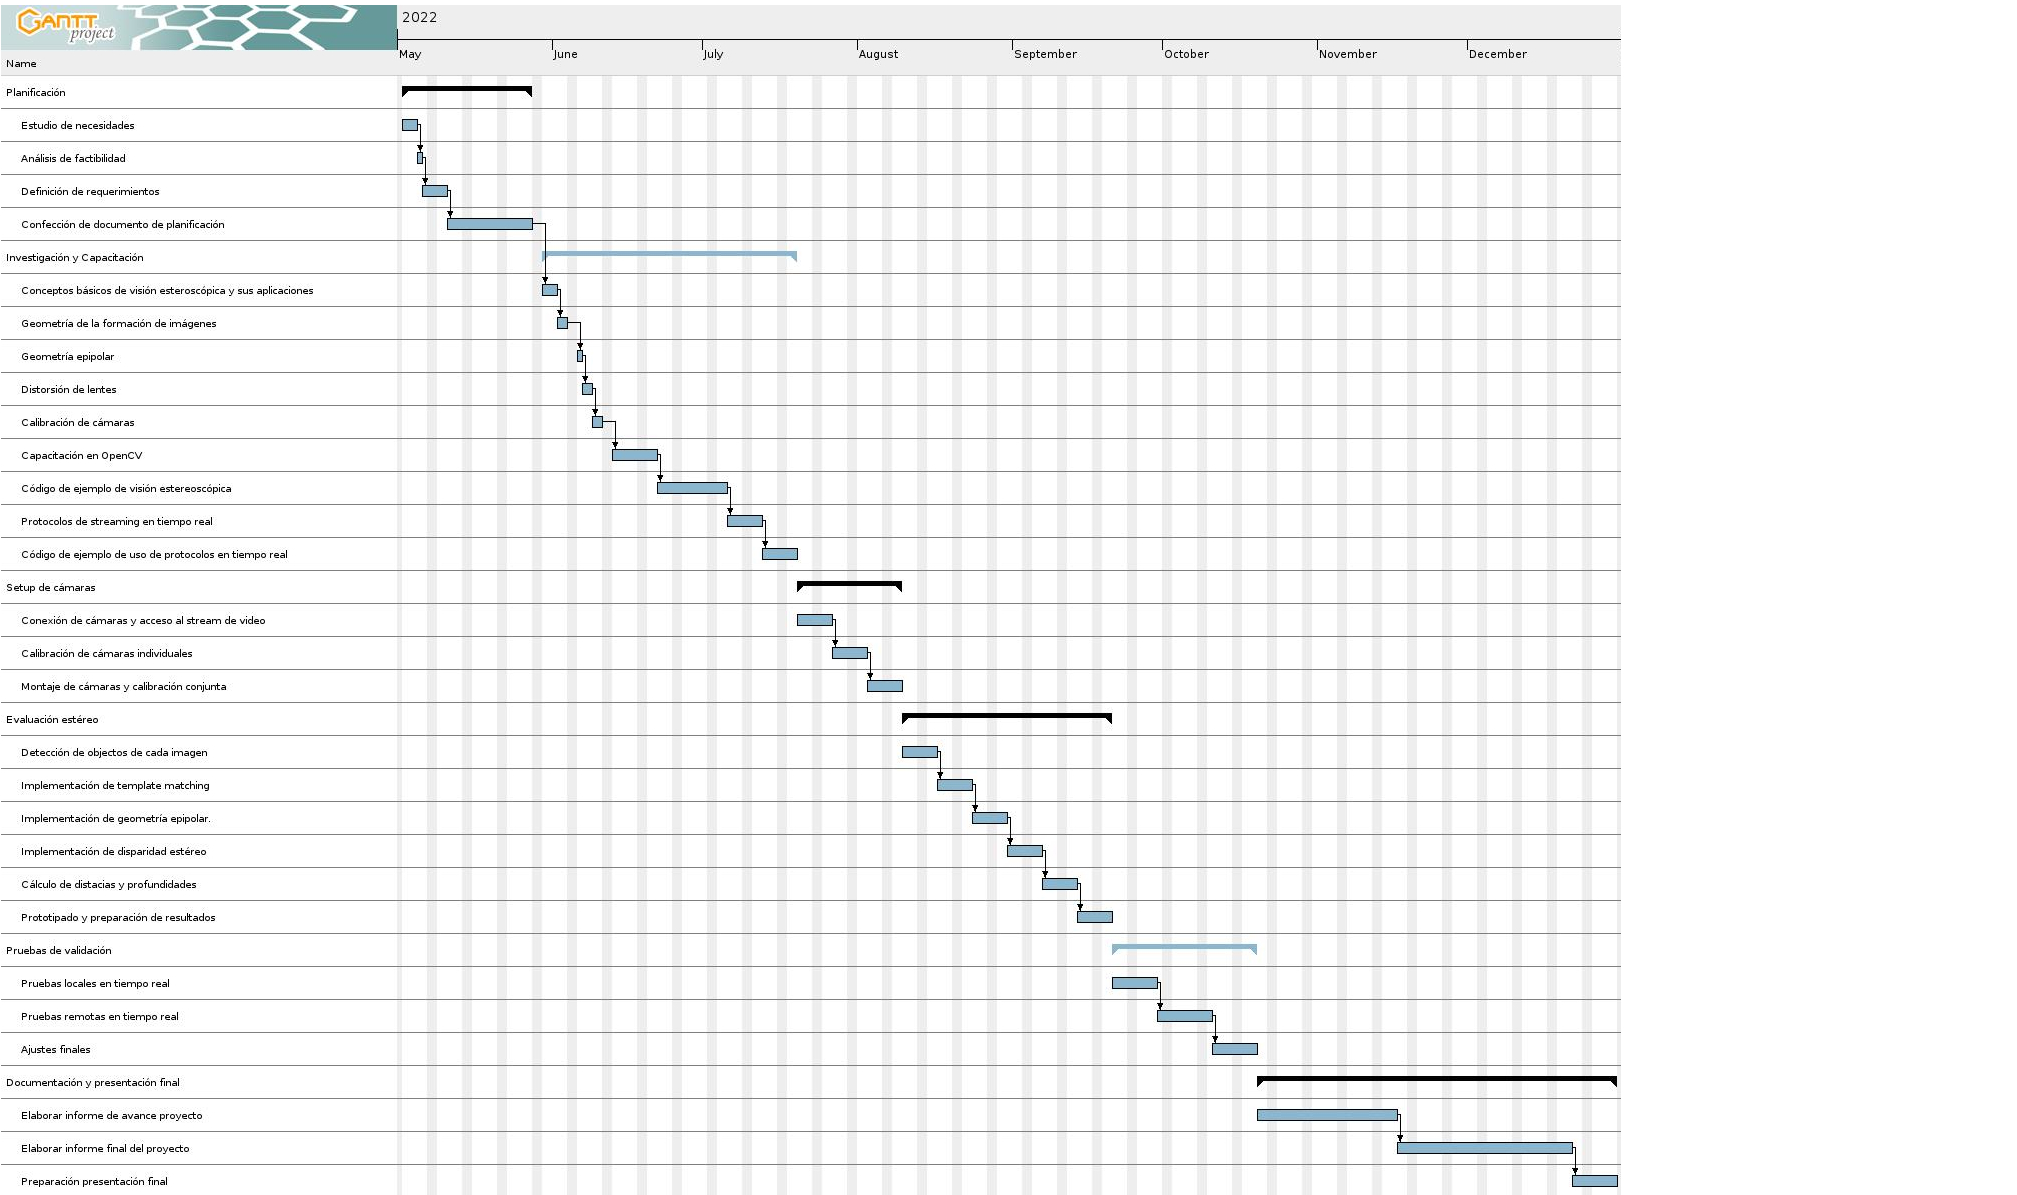 GANTT
project
2022
May June July August September October November December
Name
Planificación
Estudio de necesidades
Análisis de factibilidad
Definición de requerimientos
Confección de documento de planificación
Investigación y Capacitación
Conceptos básicos de visión esteroscópica y sus aplicaciones
Geometría de la formación de imágenes
Geometría epipolar
Distorsión de lentes
Calibración de cámaras
Capacitación en OpenCV
Código de ejemplo de visión estereoscópica
Protocolos de streaming en tiempo real
Código de ejemplo de uso de protocolos en tiempo real
Setup de cámaras
Conexión de cámaras y acceso al stream de video
Calibración de cámaras individuales
Montaje de cámaras y calibración conjunta
Evaluación estéreo
Detección de objetos de cada imagen
Implementación de template matching
Implementación de geometría epipolar.
Implementación de disparidad estéreo
Cálculo de distacias y profundidades
Prototipado y preparación de resultados
Pruebas de validación
Pruebas locales en tiempo real
Pruebas remotas en tiempo real
Ajustes finales
Documentación y presentación final
Elaborar informe de avance proyecto
Elaborar informe final del proyecto
Preparación presentación final